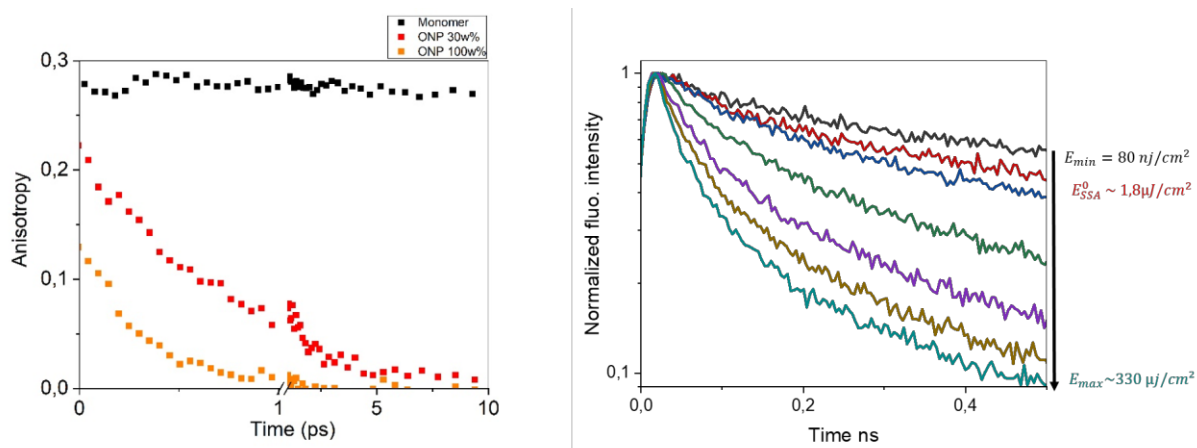 Monomer
ONP 30w%
ONP 100w%
0,3
0,2
0,1
0,0
Anisotropy
0
1
5
10
Time (ps)
1
0,1
Normalized fluo. intensity
0,0
0,2
0,4
Time ns
E_min = 80 nj/cm²
E⁰_SSA ~ 1,8µJ/cm²
E_max~330 µj/cm²